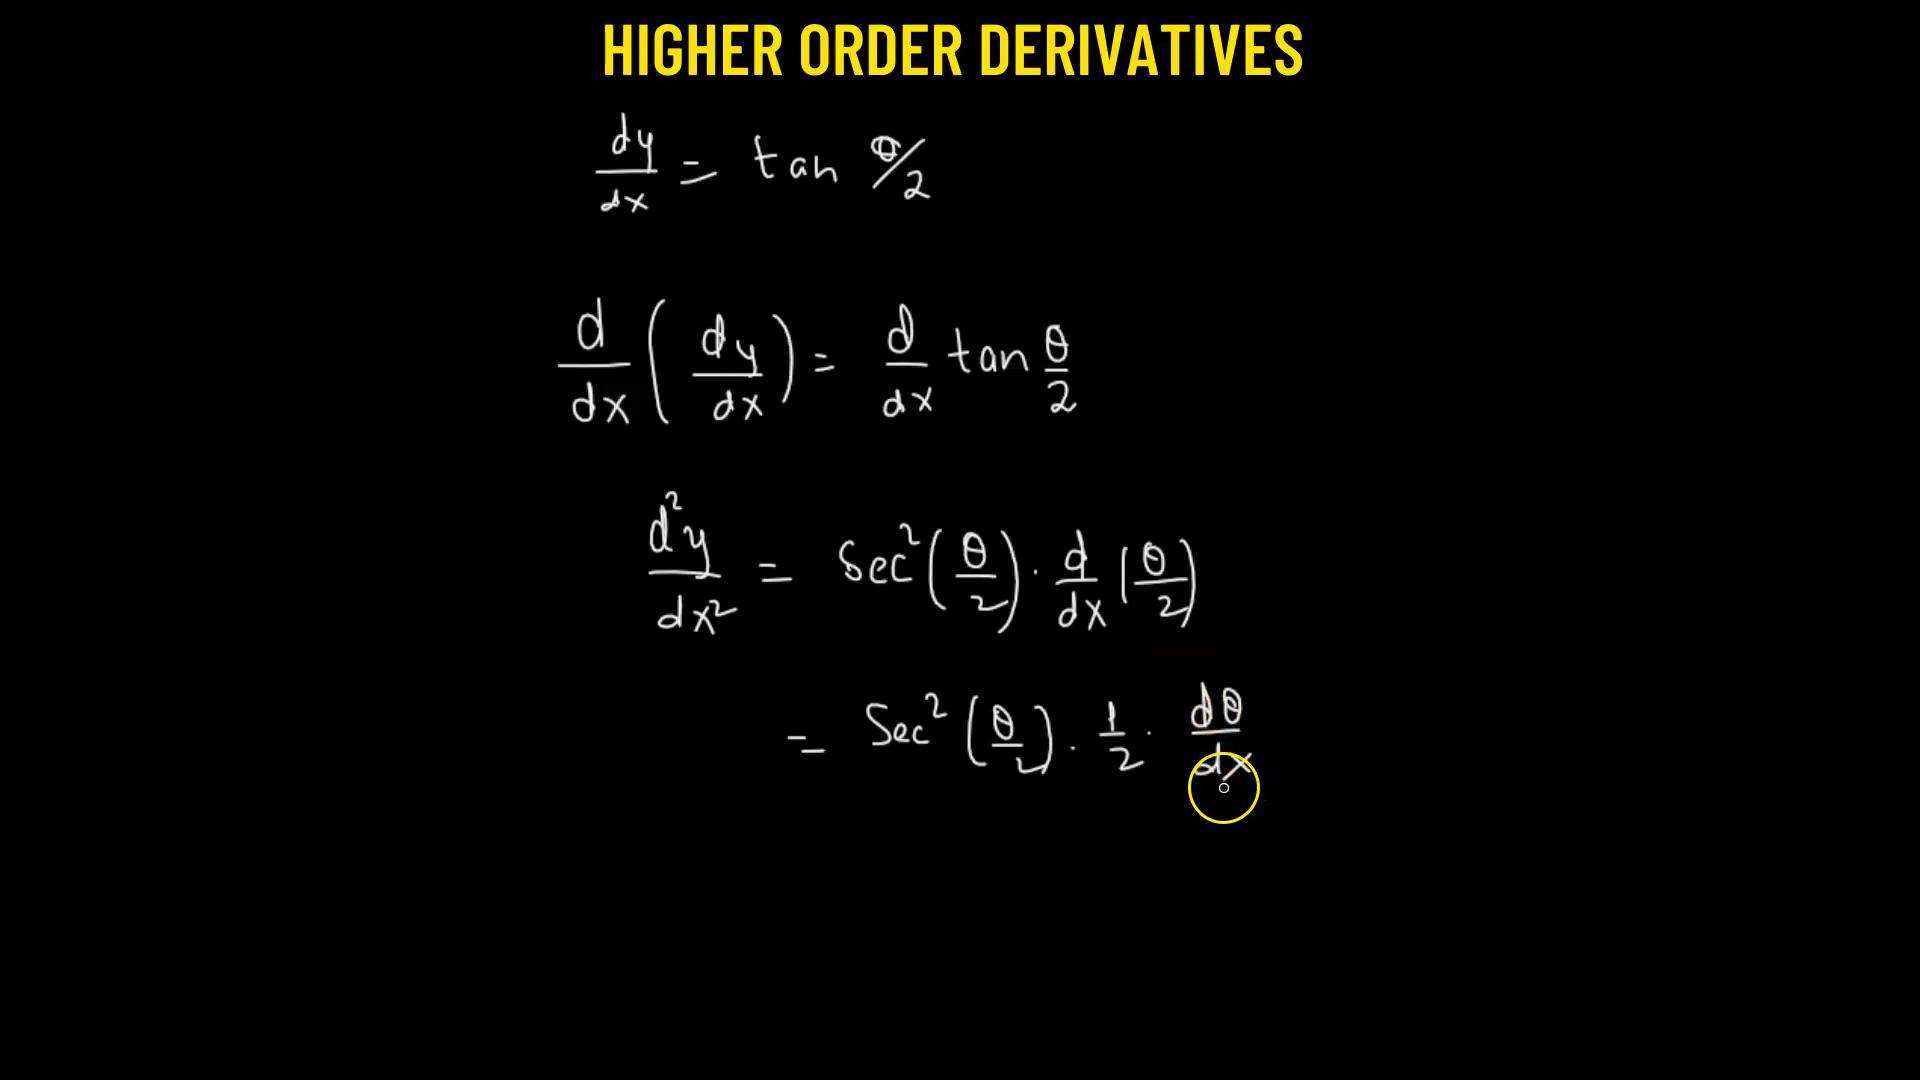 HIGHER ORDER DERIVATIVES
dy/dx = tan θ/2
d/dx (dy/dx) = d/dx tan θ/2
d²y/dx² = Sec² (θ/2) · d/dx (θ/2)
= Sec² (θ/2) · 1/2 · dθ/dx